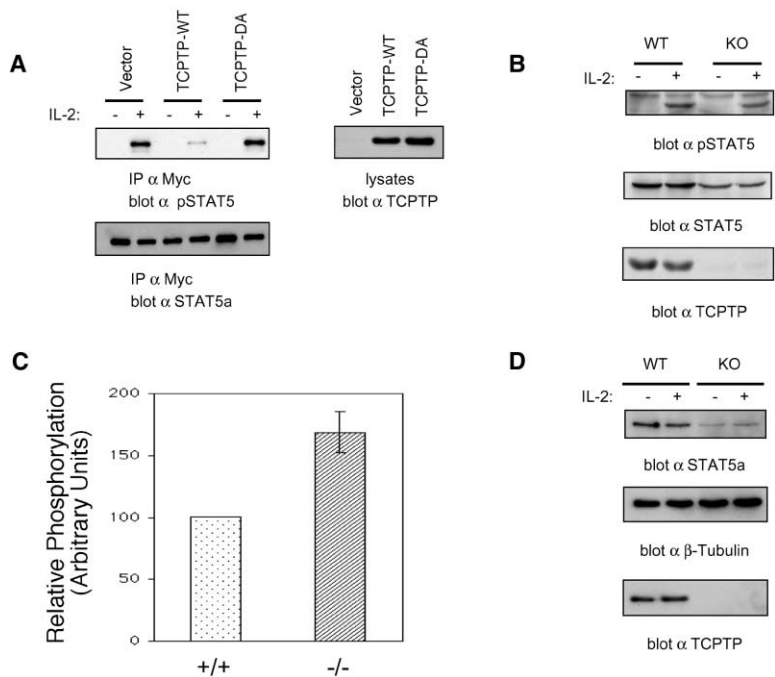 A
Vector
TCPTP-WT
TCPTP-DA
IL-2: - + - + - +
IP α Myc
blot α pSTAT5
IP α Myc
blot α STAT5a
Vector
TCPTP-WT
TCPTP-DA
lysates
blot α TCPTP
B
WT KO
IL-2: - + - +
blot α pSTAT5
blot α STAT5
blot α TCPTP
C
Relative Phosphorylation
(Arbitrary Units)
200
150
100
50
0
+/+ -/-
D
WT KO
IL-2: - + - +
blot α STAT5a
blot α β-Tubulin
blot α TCPTP